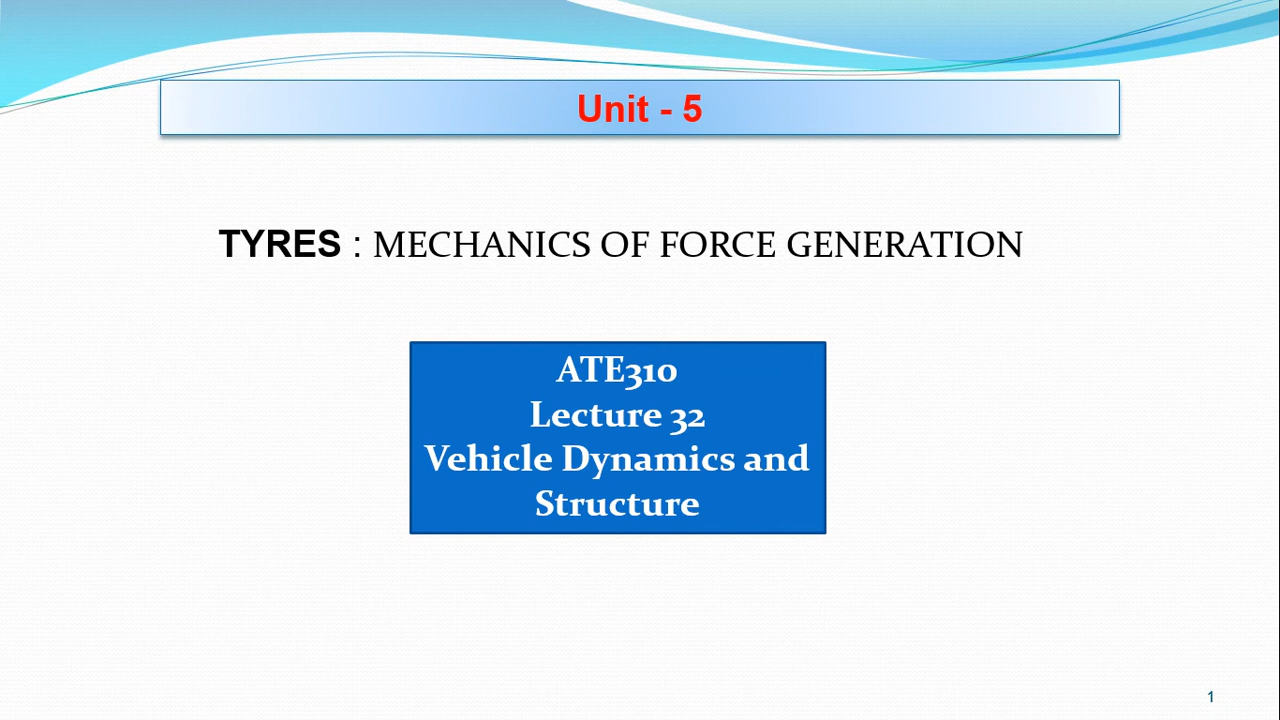 Unit - 5
TYRES : MECHANICS OF FORCE GENERATION
ATE310
Lecture 32
Vehicle Dynamics and
Structure
1